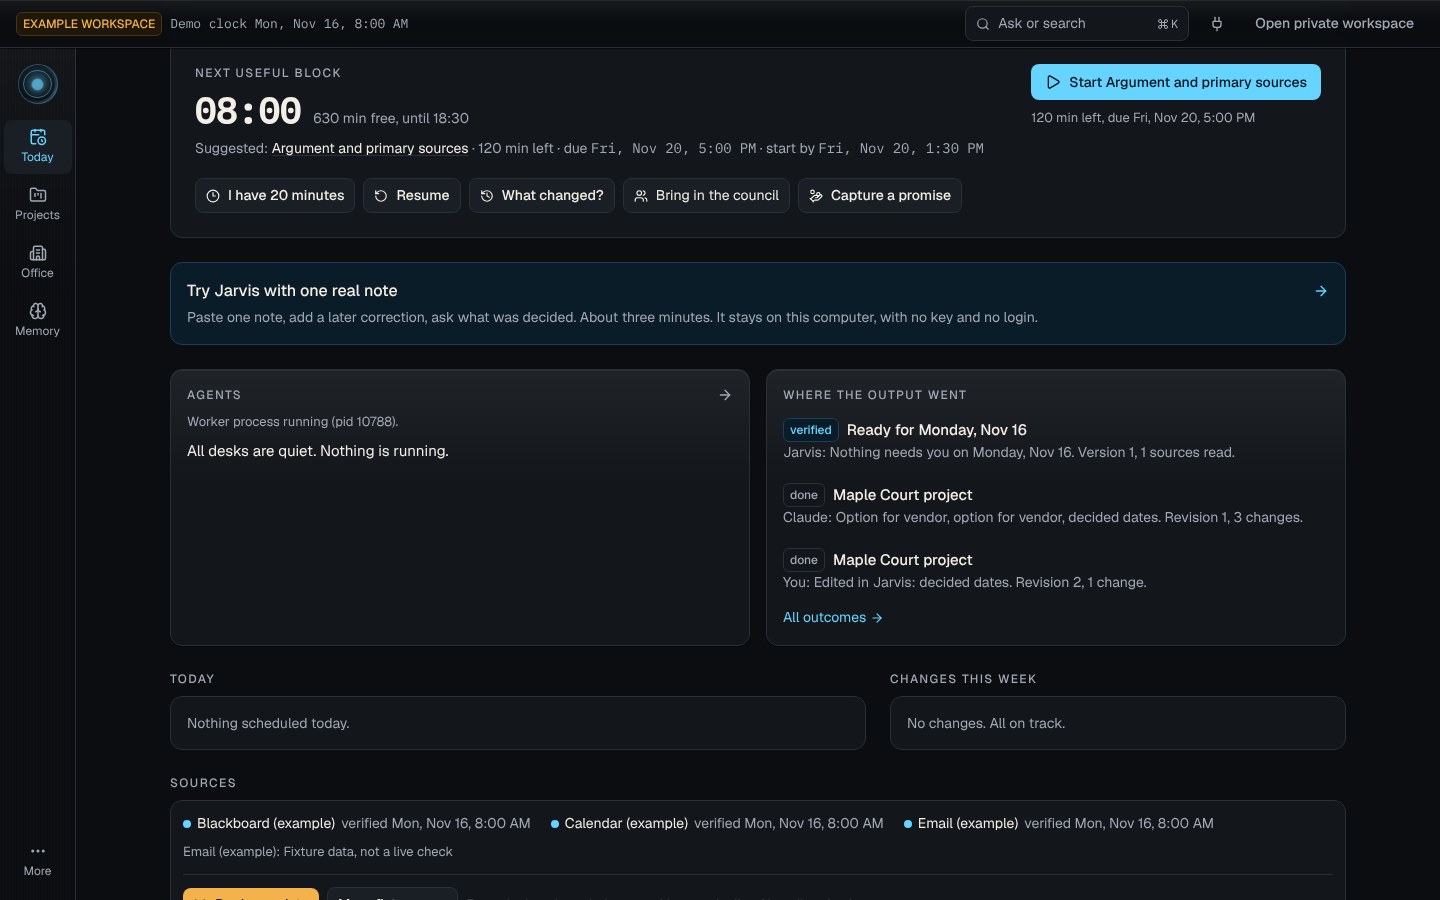 EXAMPLE WORKSPACE Demo clock Mon, Nov 16, 8:00 AM
Ask or search ⌘K
Open private workspace
Today
Projects
Office
Memory
More
NEXT USEFUL BLOCK
08:00 630 min free, until 18:30
Start Argument and primary sources
120 min left, due Fri, Nov 20, 5:00 PM
Suggested: Argument and primary sources · 120 min left · due Fri, Nov 20, 5:00 PM · start by Fri, Nov 20, 1:30 PM
I have 20 minutes
Resume
What changed?
Bring in the council
Capture a promise
Try Jarvis with one real note
Paste one note, add a later correction, ask what was decided. About three minutes. It stays on this computer, with no key and no login.
AGENTS
Worker process running (pid 10788).
All desks are quiet. Nothing is running.
WHERE THE OUTPUT WENT
verified Ready for Monday, Nov 16
Jarvis: Nothing needs you on Monday, Nov 16. Version 1, 1 sources read.
done Maple Court project
Claude: Option for vendor, option for vendor, decided dates. Revision 1, 3 changes.
done Maple Court project
You: Edited in Jarvis: decided dates. Revision 2, 1 change.
All outcomes
TODAY
Nothing scheduled today.
CHANGES THIS WEEK
No changes. All on track.
SOURCES
Blackboard (example) verified Mon, Nov 16, 8:00 AM
Calendar (example) verified Mon, Nov 16, 8:00 AM
Email (example) verified Mon, Nov 16, 8:00 AM
Email (example): Fixture data, not a live check